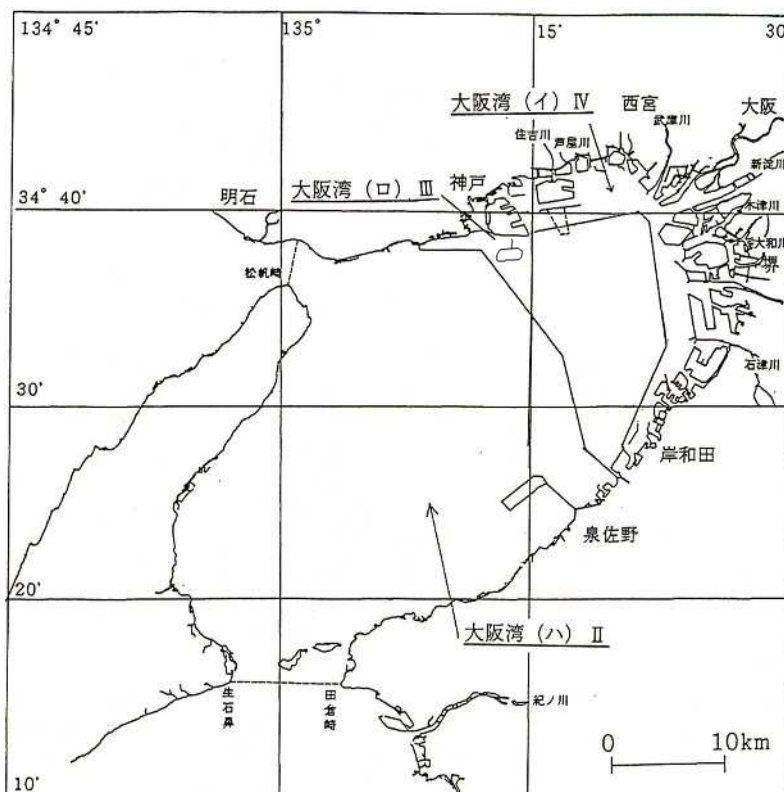 134° 45'
135°
15'
30
大阪湾（イ）Ⅳ
西宮
武津川
大阪
住吉川
芦屋川
新淀川
大阪湾（ロ）Ⅲ
神戸
34° 40'
明石
木津川
大和川
堺
松帆崎
石津川
30'
岸和田
泉佐野
20'
大阪湾（ハ）Ⅱ
生石鼻
田倉崎
紀ノ川
0 10km
10'